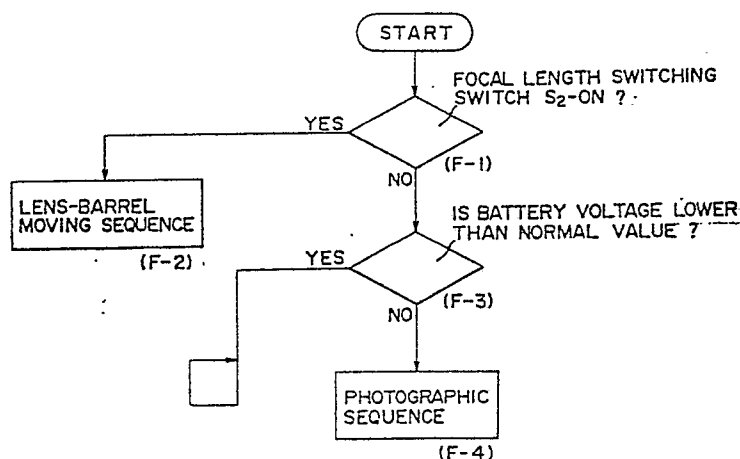 START
FOCAL LENGTH SWITCHING
SWITCH S2-ON ?
YES
(F-1)
NO
LENS-BARREL
MOVING SEQUENCE
(F-2)
IS BATTERY VOLTAGE LOWER
THAN NORMAL VALUE ?
YES
(F-3)
NO
PHOTOGRAPHIC
SEQUENCE
(F-4)